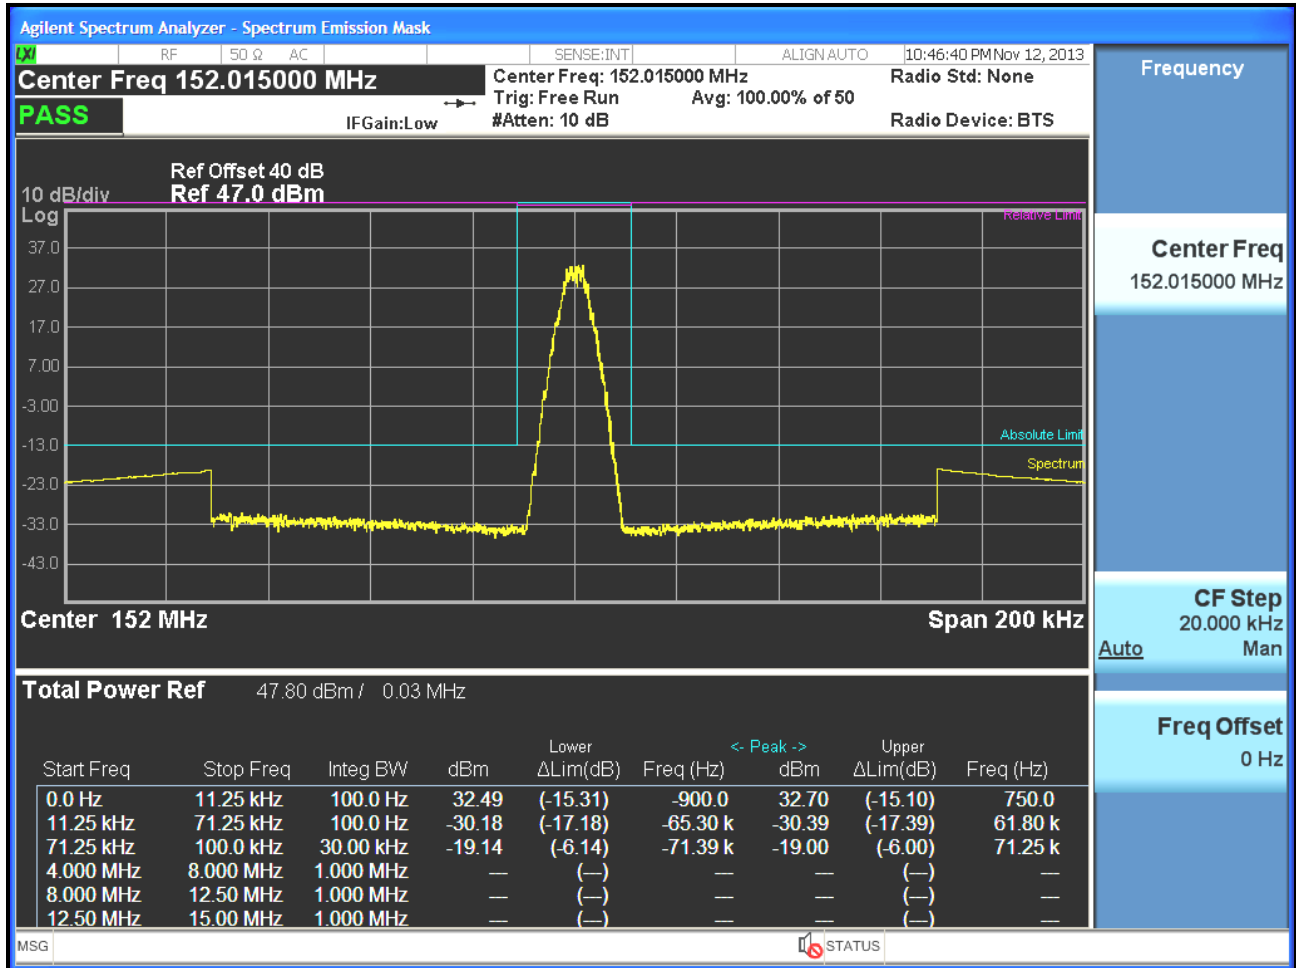 Agilent Spectrum Analyzer - Spectrum Emission Mask
LXI RF 50 Ω AC SENSE:INT ALIGN AUTO 10:46:40 PM Nov 12, 2013
Center Freq 152.015000 MHz
Center Freq: 152.015000 MHz
Radio Std: None
Trig: Free Run
Avg: 100.00% of 50
PASS
IFGain:Low
#Atten: 10 dB
Radio Device: BTS
Ref Offset 40 dB
10 dB/div
Ref 47.0 dBm
Log
Relative Limit
37.0
27.0
17.0
7.00
-3.00
-13.0
Absolute Limit
Spectrum
-23.0
-33.0
-43.0
Center 152 MHz
Span 200 kHz
Total Power Ref 47.80 dBm / 0.03 MHz
Lower <- Peak -> Upper
Start Freq Stop Freq Integ BW dBm ΔLim(dB) Freq (Hz) dBm ΔLim(dB) Freq (Hz)
0.0 Hz 11.25 kHz 100.0 Hz 32.49 (-15.31) -900.0 32.70 (-15.10) 750.0
11.25 kHz 71.25 kHz 100.0 Hz -30.18 (-17.18) -65.30 k -30.39 (-17.39) 61.80 k
71.25 kHz 100.0 kHz 30.00 kHz -19.14 (-6.14) -71.39 k -19.00 (-6.00) 71.25 k
4.000 MHz 8.000 MHz 1.000 MHz --- (---) --- --- (---) ---
8.000 MHz 12.50 MHz 1.000 MHz --- (---) --- --- (---) ---
12.50 MHz 15.00 MHz 1.000 MHz --- (---) --- --- (---) ---
MSG
STATUS
Frequency
Center Freq
152.015000 MHz
CF Step
20.000 kHz
Auto Man
Freq Offset
0 Hz